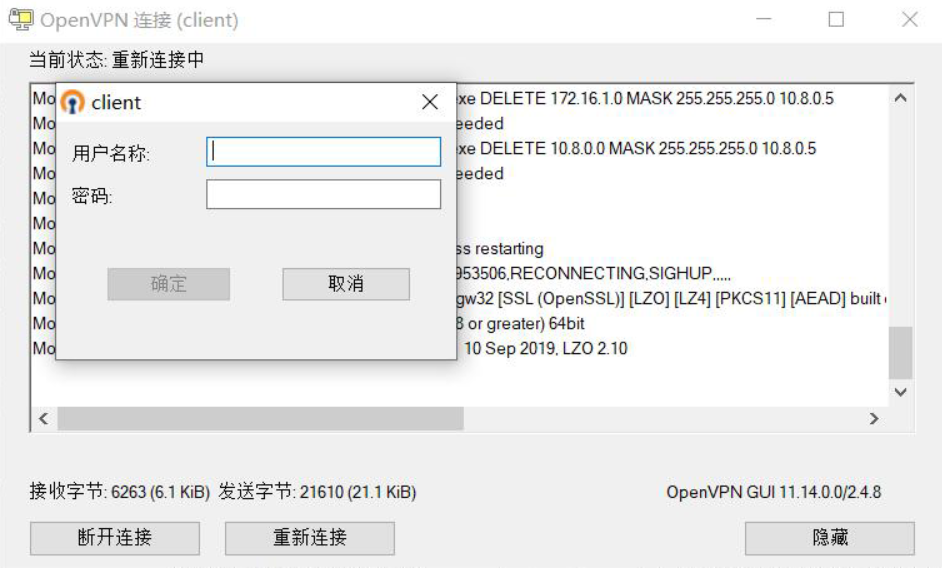 OpenVPN 连接 (client)
当前状态: 重新连接中
client
用户名称:
密码:
确定
取消
Mo
exe DELETE 172.16.1.0 MASK 255.255.255.0 10.8.0.5
Mo
eeded
Mo
exe DELETE 10.8.0.0 MASK 255.255.255.0 10.8.0.5
Mo
eeded
Mo
Mo
Mo
ss restarting
Mo
953506,RECONNECTING,SIGHUP,,,,,
Mo
gw32 [SSL (OpenSSL)] [LZO] [LZ4] [PKCS11] [AEAD] built
Mo
8 or greater) 64bit
Mo
10 Sep 2019, LZO 2.10
接收字节: 6263 (6.1 KiB) 发送字节: 21610 (21.1 KiB)
OpenVPN GUI 11.14.0.0/2.4.8
断开连接
重新连接
隐藏